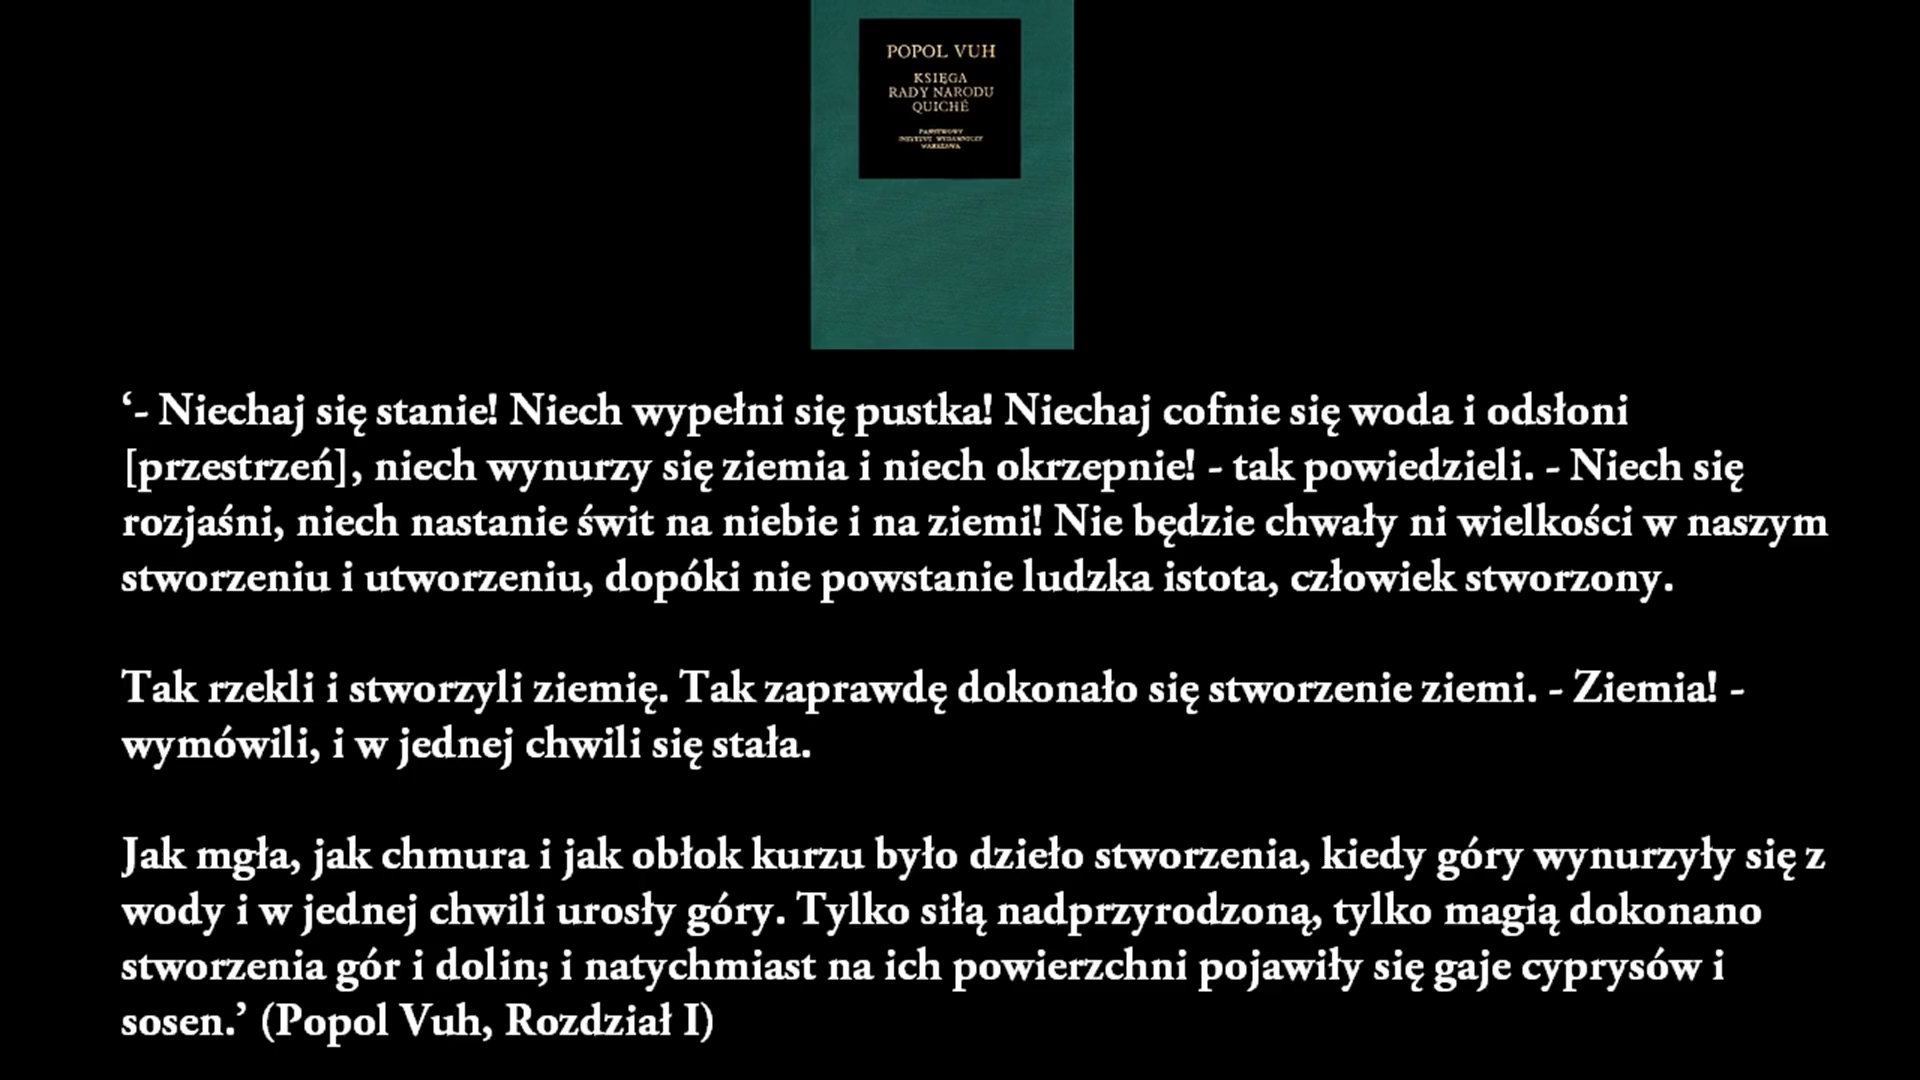 POPOL VUH
KSIĘGA
RADY NARODU
QUICHÉ
PAŃSTWOWY
INSTYTUT WYDAWNICZY
WARSZAWA
‘- Niechaj się stanie! Niech wypełni się pustka! Niechaj cofnie się woda i odsłoni
[przestrzeń], niech wynurzy się ziemia i niech okrzepnie! - tak powiedzieli. - Niech się
rozjaśni, niech nastanie świt na niebie i na ziemi! Nie będzie chwały ni wielkości w naszym
stworzeniu i utworzeniu, dopóki nie powstanie ludzka istota, człowiek stworzony.
Tak rzekli i stworzyli ziemię. Tak zaprawdę dokonało się stworzenie ziemi. - Ziemia! -
wymówili, i w jednej chwili się stała.
Jak mgła, jak chmura i jak obłok kurzu było dzieło stworzenia, kiedy góry wynurzyły się z
wody i w jednej chwili urosły góry. Tylko siłą nadprzyrodzoną, tylko magią dokonano
stworzenia gór i dolin; i natychmiast na ich powierzchni pojawiły się gaje cyprysów i
sosen.’ (Popol Vuh, Rozdział I)